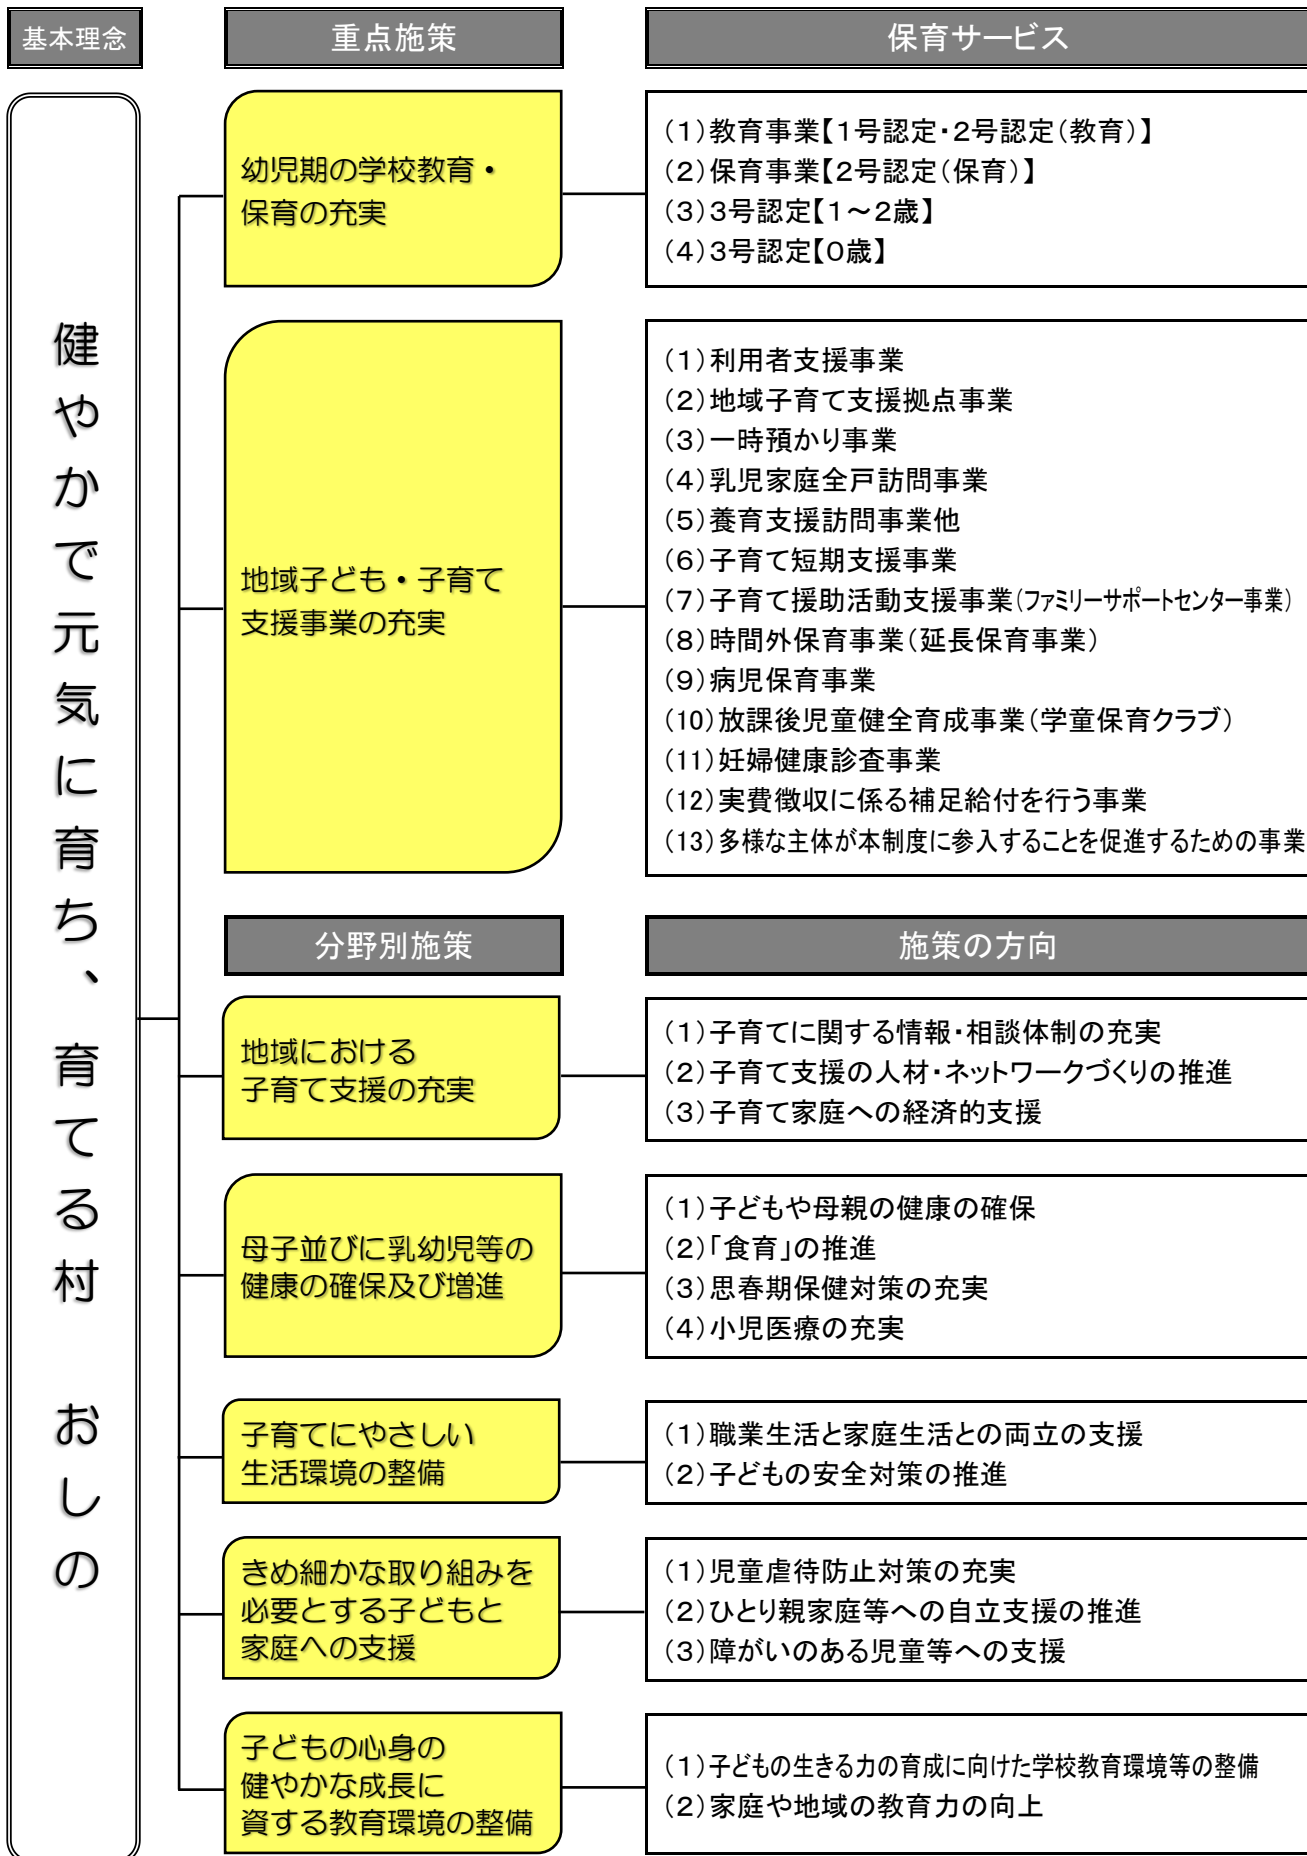 基本理念
重点施策
保育サービス
健やかで元気に育ち、育てる村 おしの
幼児期の学校教育・
保育の充実
(1)教育事業【1号認定・2号認定(教育)】
(2)保育事業【2号認定(保育)】
(3)3号認定【1~2歳】
(4)3号認定【0歳】
地域子ども・子育て
支援事業の充実
(1)利用者支援事業
(2)地域子育て支援拠点事業
(3)一時預かり事業
(4)乳児家庭全戸訪問事業
(5)養育支援訪問事業他
(6)子育て短期支援事業
(7)子育て援助活動支援事業(ファミリーサポートセンター事業)
(8)時間外保育事業(延長保育事業)
(9)病児保育事業
(10)放課後児童健全育成事業(学童保育クラブ)
(11)妊婦健康診査事業
(12)実費徴収に係る補足給付を行う事業
(13)多様な主体が本制度に参入することを促進するための事業
分野別施策
施策の方向
地域における
子育て支援の充実
(1)子育てに関する情報・相談体制の充実
(2)子育て支援の人材・ネットワークづくりの推進
(3)子育て家庭への経済的支援
母子並びに乳幼児等の
健康の確保及び増進
(1)子どもや母親の健康の確保
(2)「食育」の推進
(3)思春期保健対策の充実
(4)小児医療の充実
子育てにやさしい
生活環境の整備
(1)職業生活と家庭生活との両立の支援
(2)子どもの安全対策の推進
きめ細かな取り組みを
必要とする子どもと
家庭への支援
(1)児童虐待防止対策の充実
(2)ひとり親家庭等への自立支援の推進
(3)障がいのある児童等への支援
子どもの心身の
健やかな成長に
資する教育環境の整備
(1)子どもの生きる力の育成に向けた学校教育環境等の整備
(2)家庭や地域の教育力の向上